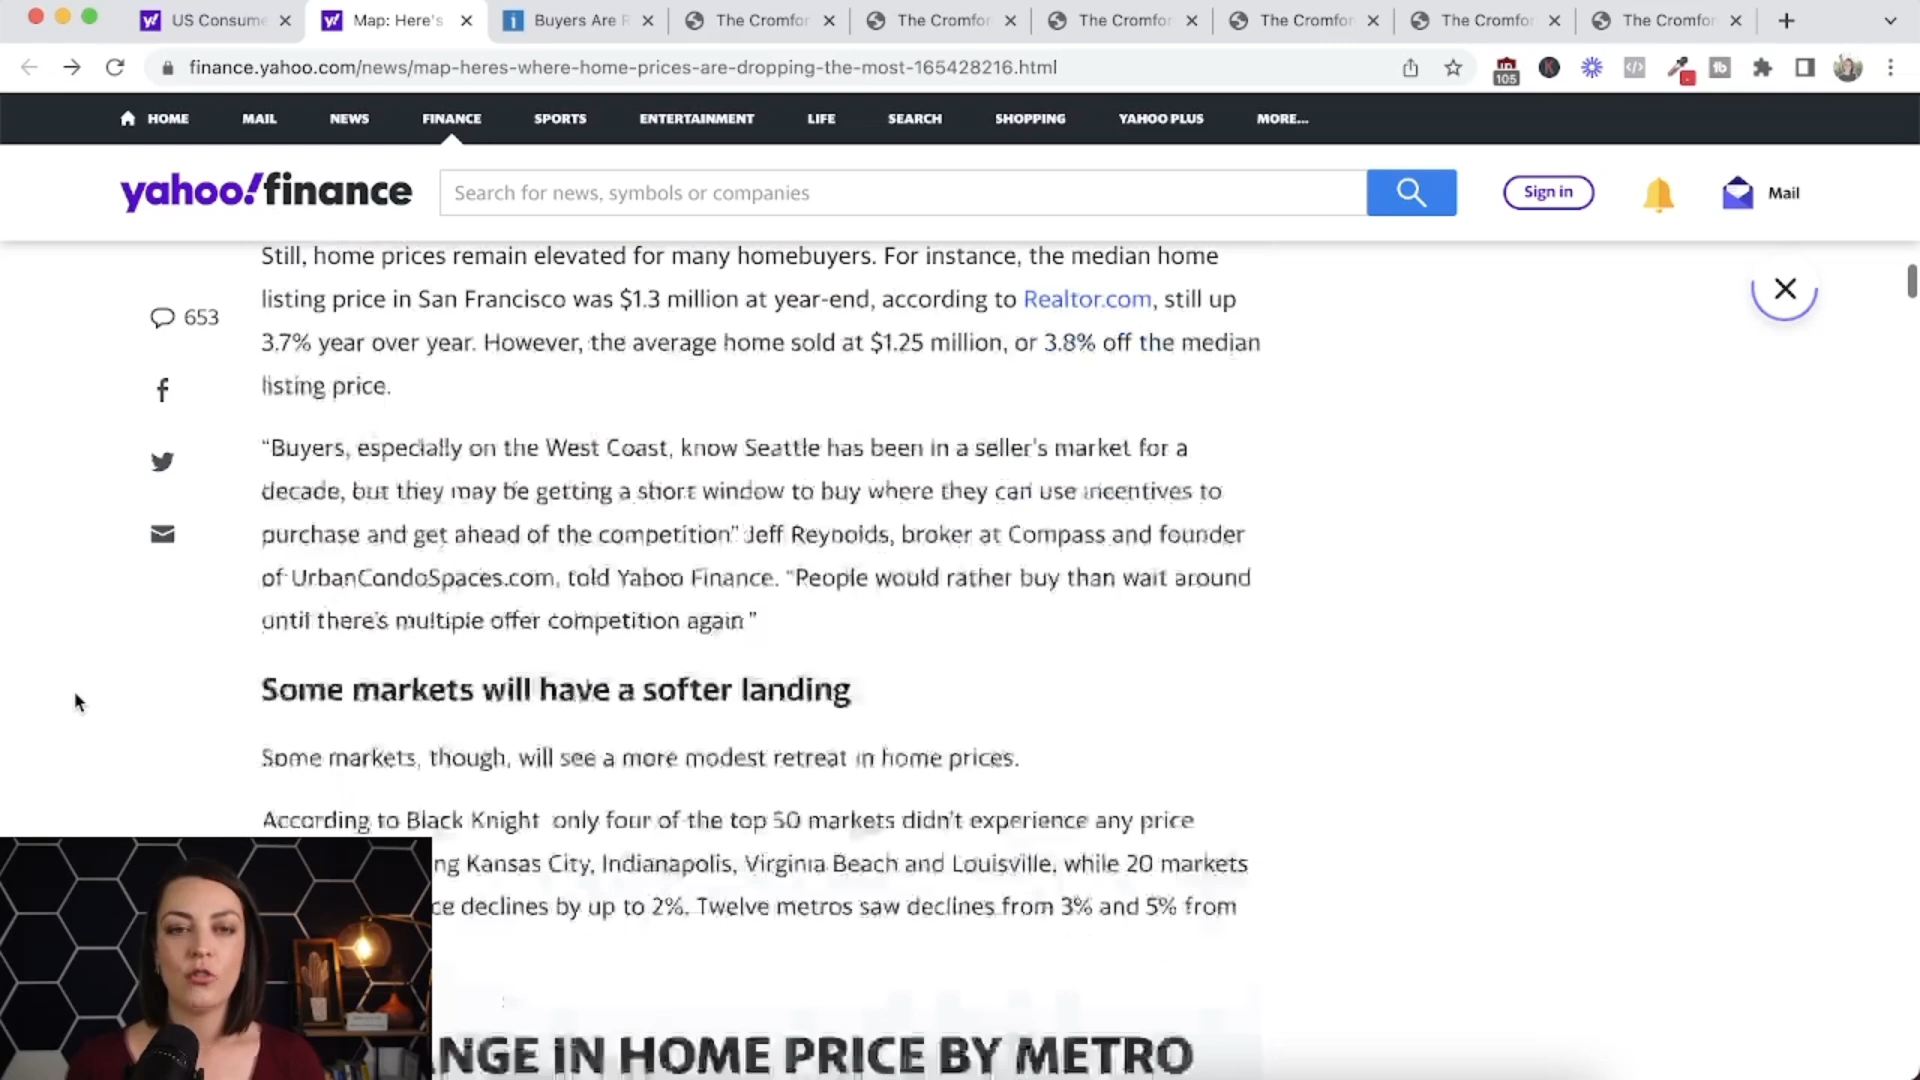 US Consume
Map: Here's
Buyers Are R
The Cromfor
The Cromfor
The Cromfor
The Cromfor
The Cromfor
The Cromfor
finance.yahoo.com/news/map-heres-where-home-prices-are-dropping-the-most-165428216.html
105
HOME MAIL NEWS FINANCE SPORTS ENTERTAINMENT LIFE SEARCH SHOPPING YAHOO PLUS MORE...
yahoo!finance
Search for news, symbols or companies
Sign in
Mail
Still, home prices remain elevated for many homebuyers. For instance, the median home
listing price in San Francisco was $1.3 million at year-end, according to Realtor.com, still up
653
3.7% year over year. However, the average home sold at $1.25 million, or 3.8% off the median
listing price.
“Buyers, especially on the West Coast, know Seattle has been in a seller's market for a
decade, but they may be getting a short window to buy where they can use incentives to
purchase and get ahead of the competition” Jeff Reynolds, broker at Compass and founder
of UrbanCondoSpaces.com, told Yahoo Finance. “People would rather buy than wait around
until there's multiple offer competition again”
Some markets will have a softer landing
Some markets, though, will see a more modest retreat in home prices.
According to Black Knight only four of the top 50 markets didn't experience any price
ng Kansas City, Indianapolis, Virginia Beach and Louisville, while 20 markets
ce declines by up to 2%. Twelve metros saw declines from 3% and 5% from
NGE IN HOME PRICE BY METRO